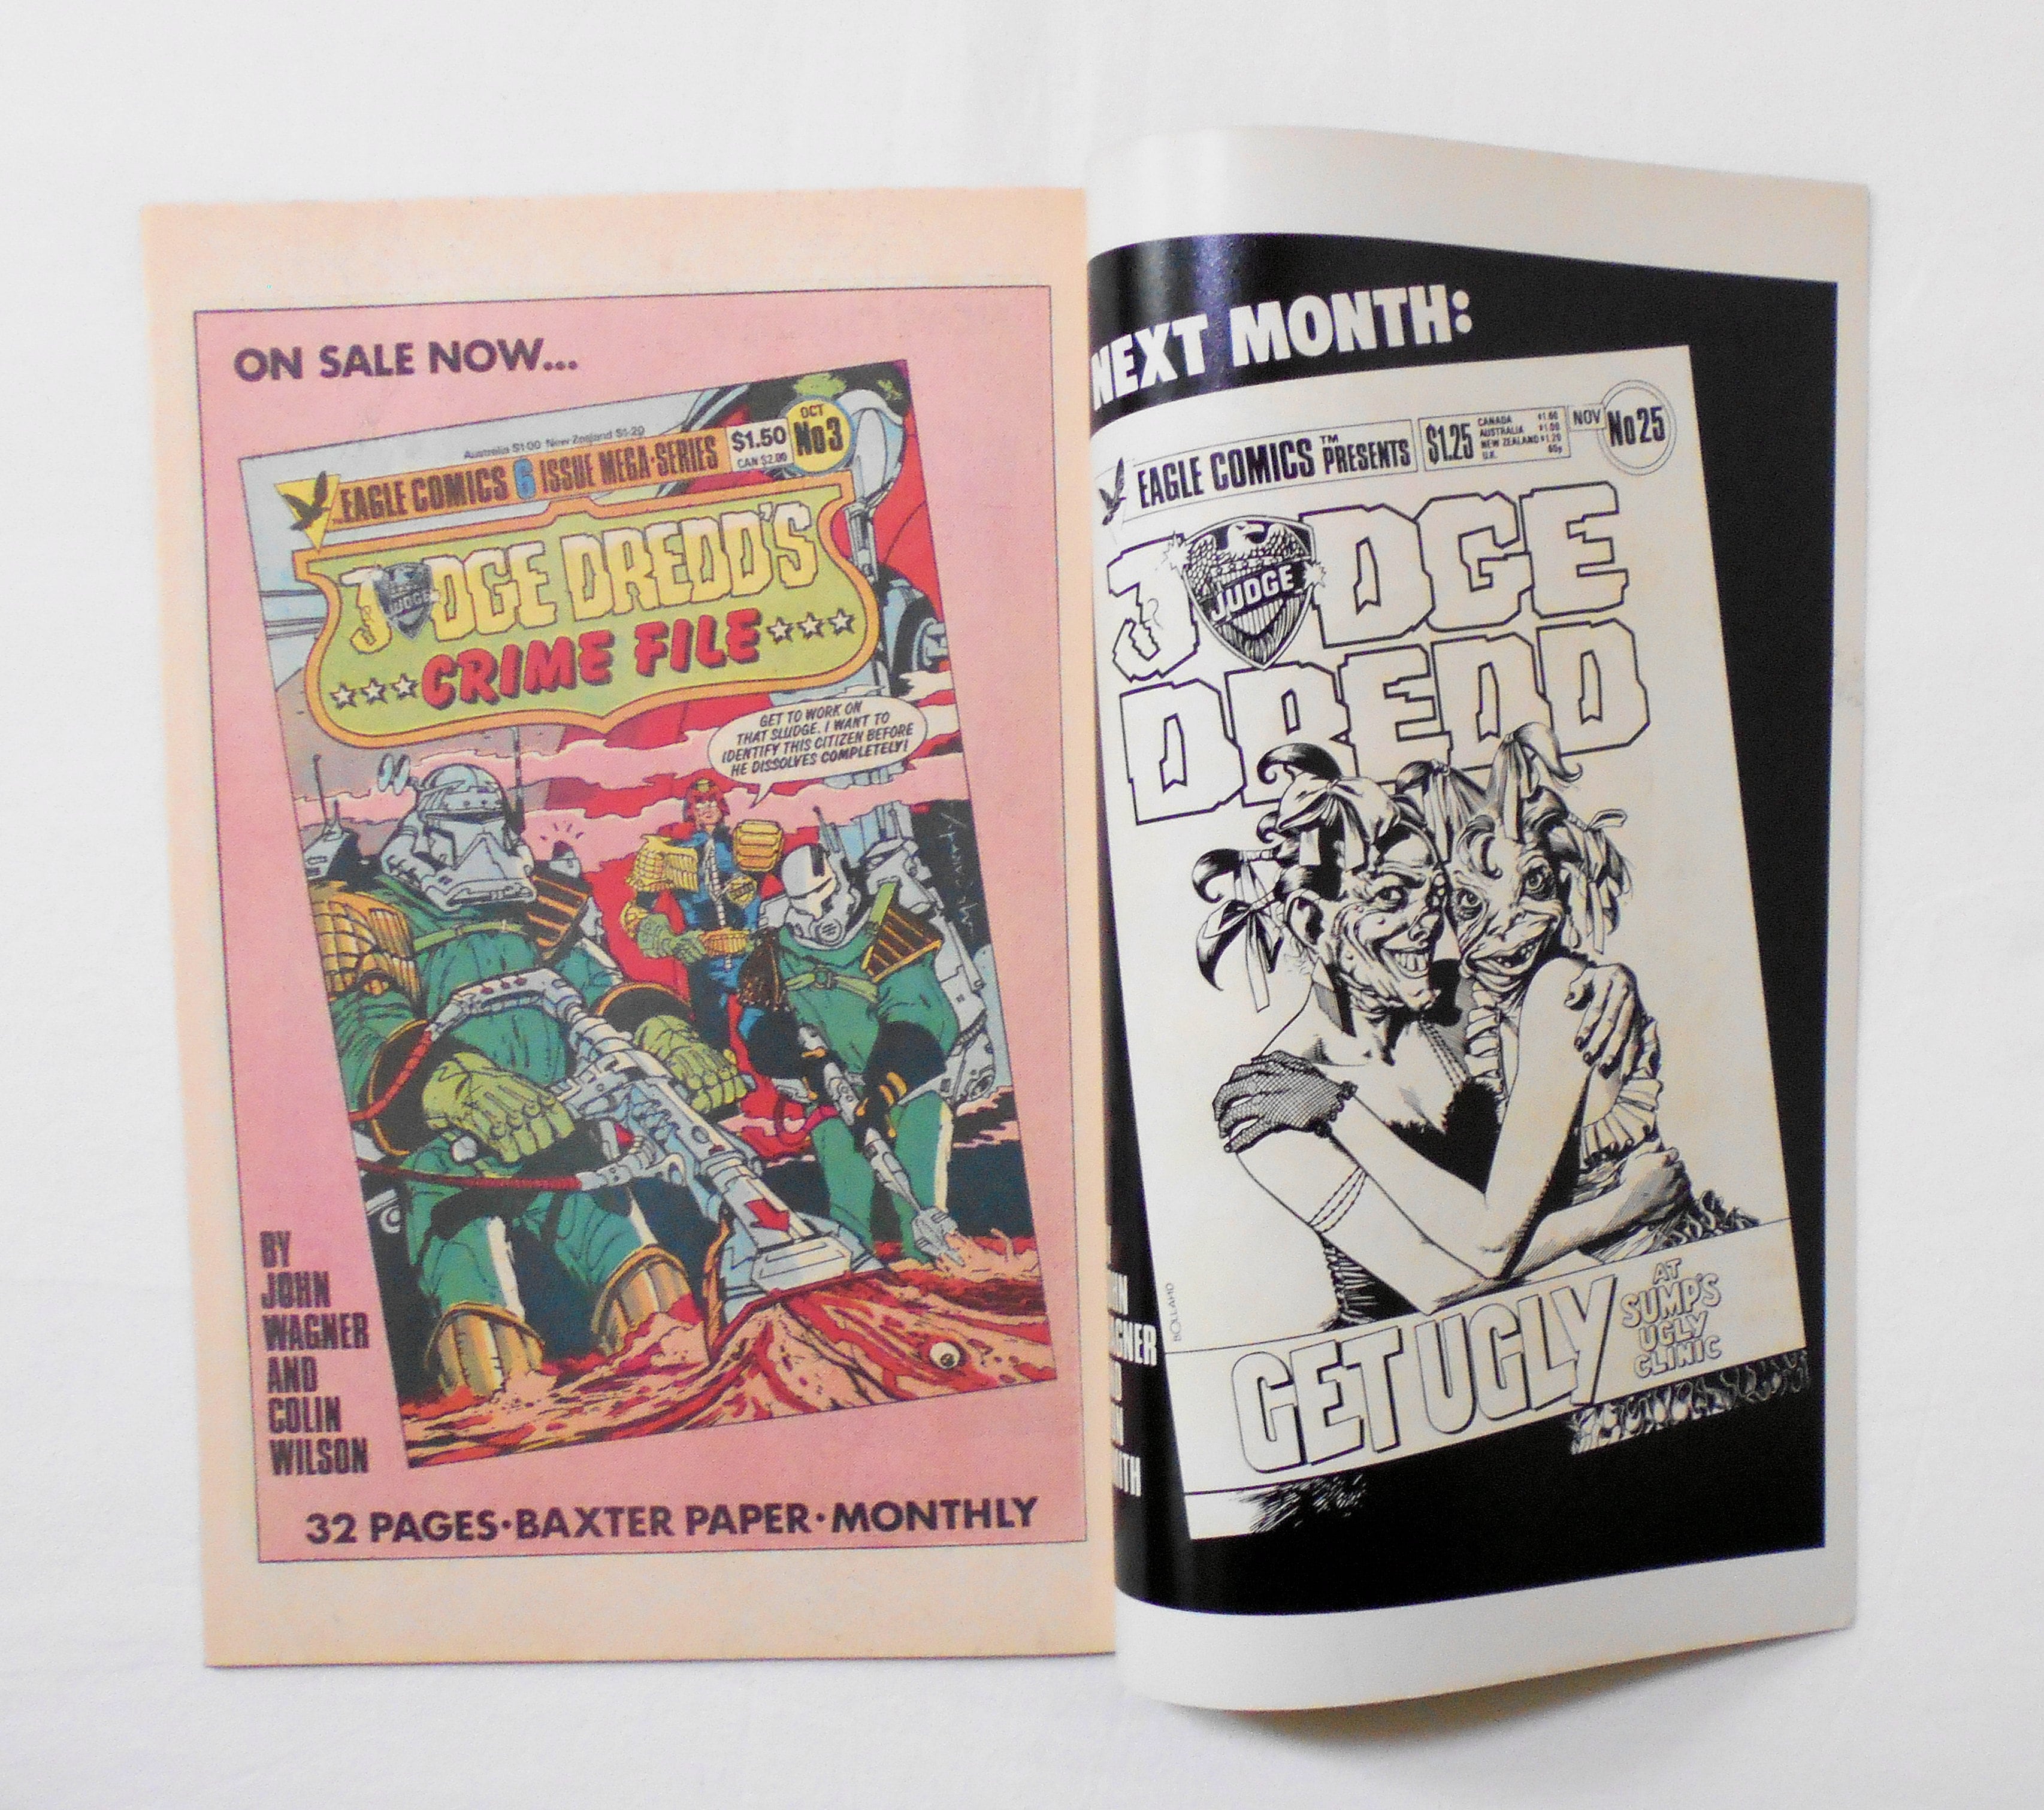 ON SALE NOW...
Australia $1·00 New Zealand $1·20
EAGLE COMICS 6 ISSUE MEGA-SERIES
$1.50
CAN $2.00
OCT
No3
JUDGE DREDD'S
JUDGE
CRIME FILE
GET TO WORK ON
THAT SLUDGE. I WANT TO
IDENTIFY THIS CITIZEN BEFORE
HE DISSOLVES COMPLETELY!
McCARTHY
BY
JOHN
WAGNER
AND
COLIN
WILSON
32 PAGES·BAXTER PAPER·MONTHLY
NEXT MONTH:
EAGLE COMICS™ PRESENTS
$1.25
CANADA $1.60
AUSTRALIA $1.00
NEW ZEALAND $1.20
U.K. 60p
NOV
No25
JUDGE
JUDGE
DREDD
BOLLAND
GET UGLY
AT
SUMP'S
UGLY
CLINIC